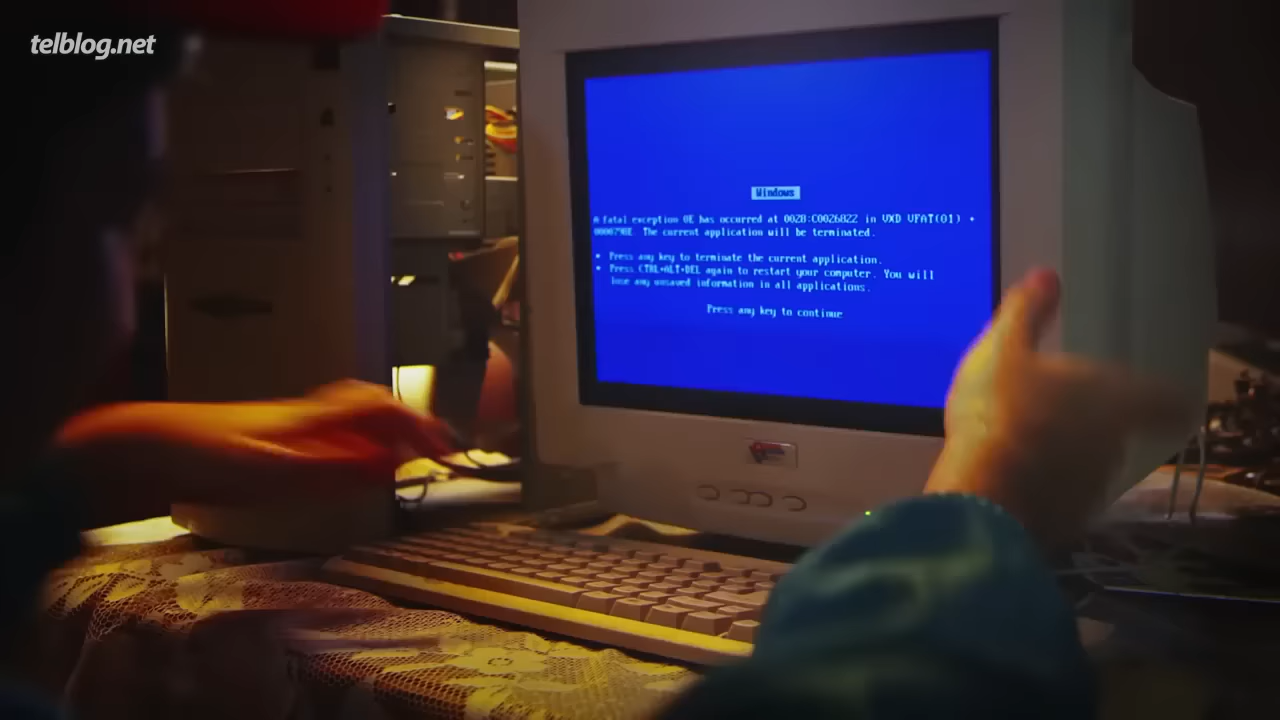 telblog.net
Windows
A fatal exception 0E has occurred at 0028:C0026822 in VXD VFAT(01) +
0000798E. The current application will be terminated.
* Press any key to terminate the current application.
* Press CTRL+ALT+DEL again to restart your computer. You will
lose any unsaved information in all applications.
Press any key to continue